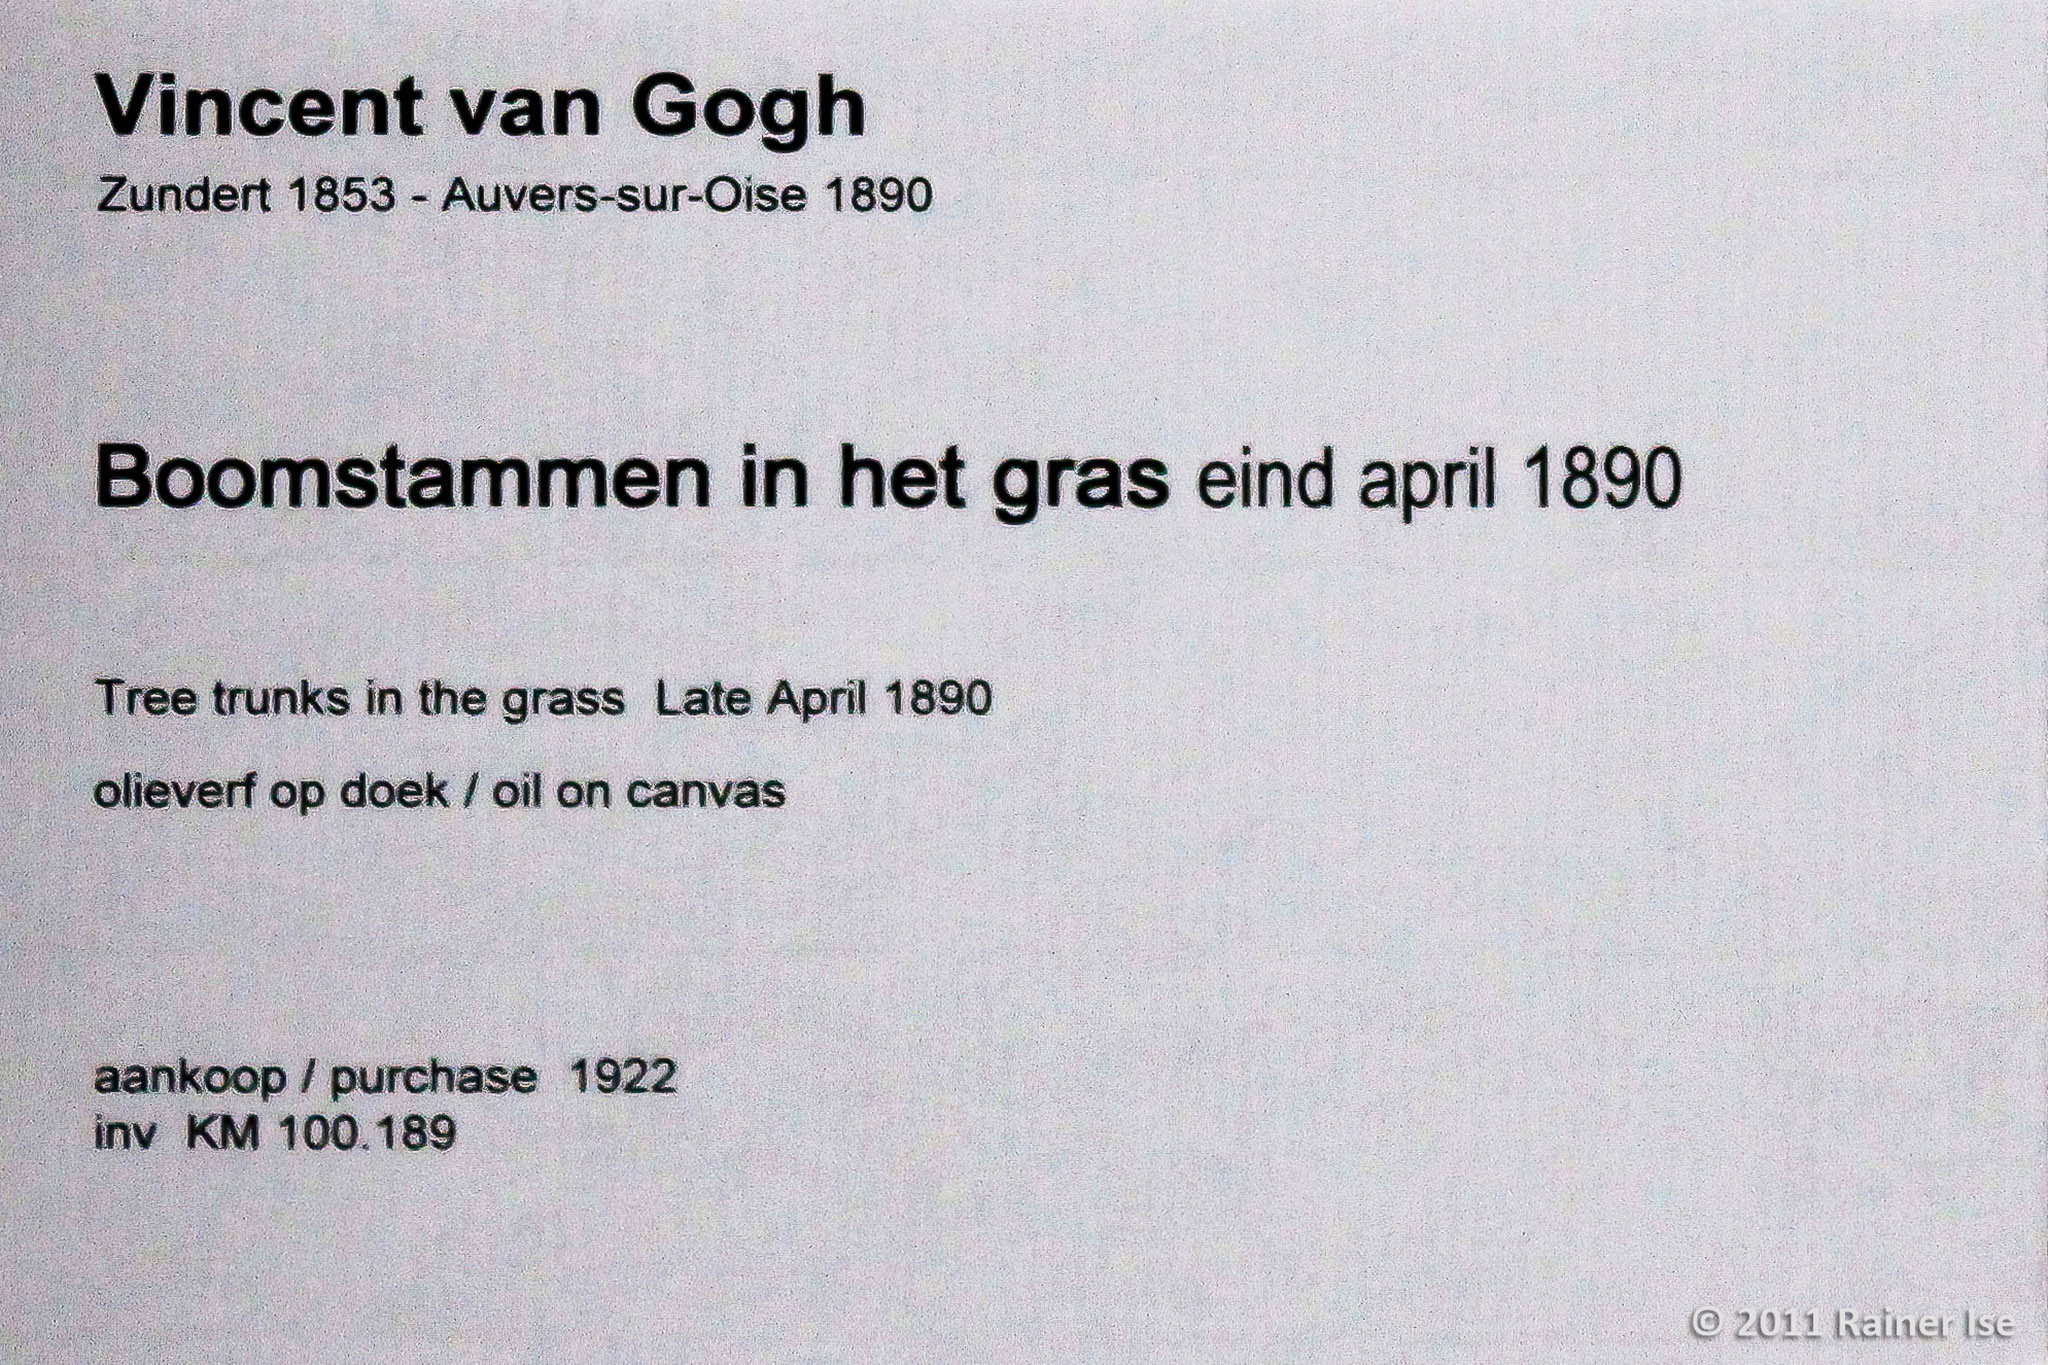 Vincent van Gogh
Zundert 1853 - Auvers-sur-Oise 1890
Boomstammen in het gras eind april 1890
Tree trunks in the grass Late April 1890
olieverf op doek / oil on canvas
aankoop / purchase 1922
inv KM 100.189
© 2011 Rainer Ise